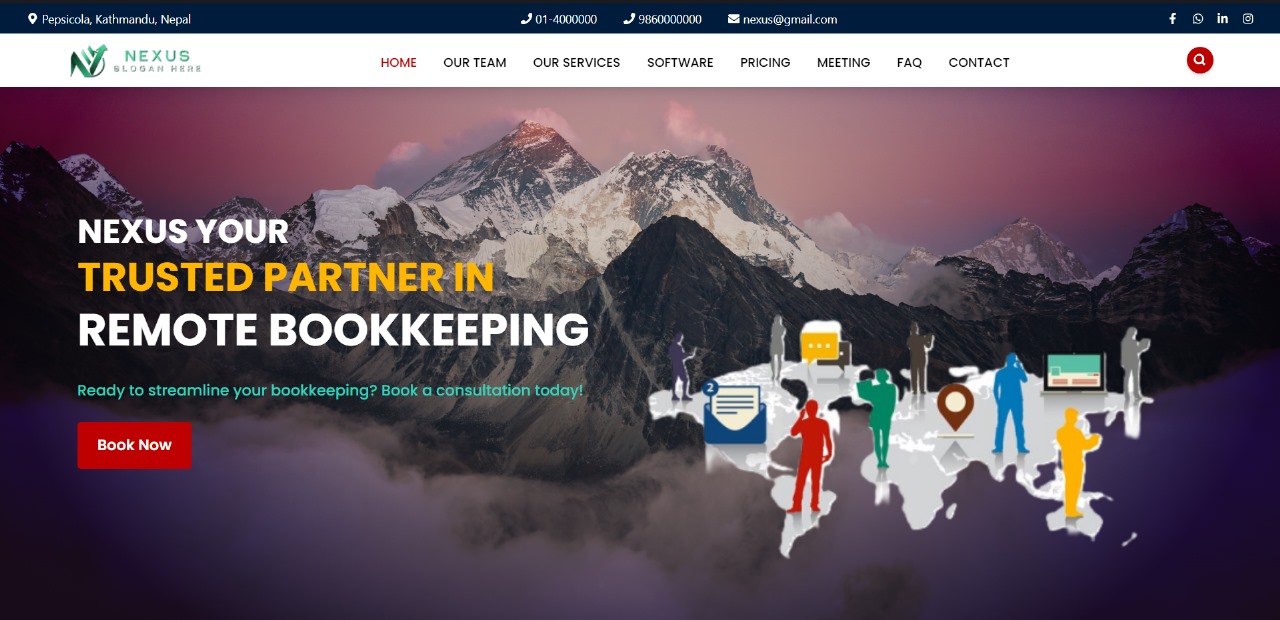 Pepsicola, Kathmandu, Nepal
01-4000000
9860000000
nexus@gmail.com
NEXUS
SLOGAN HERE
HOME
OUR TEAM
OUR SERVICES
SOFTWARE
PRICING
MEETING
FAQ
CONTACT
NEXUS YOUR
TRUSTED PARTNER IN
REMOTE BOOKKEEPING
Ready to streamline your bookkeeping? Book a consultation today!
Book Now
2